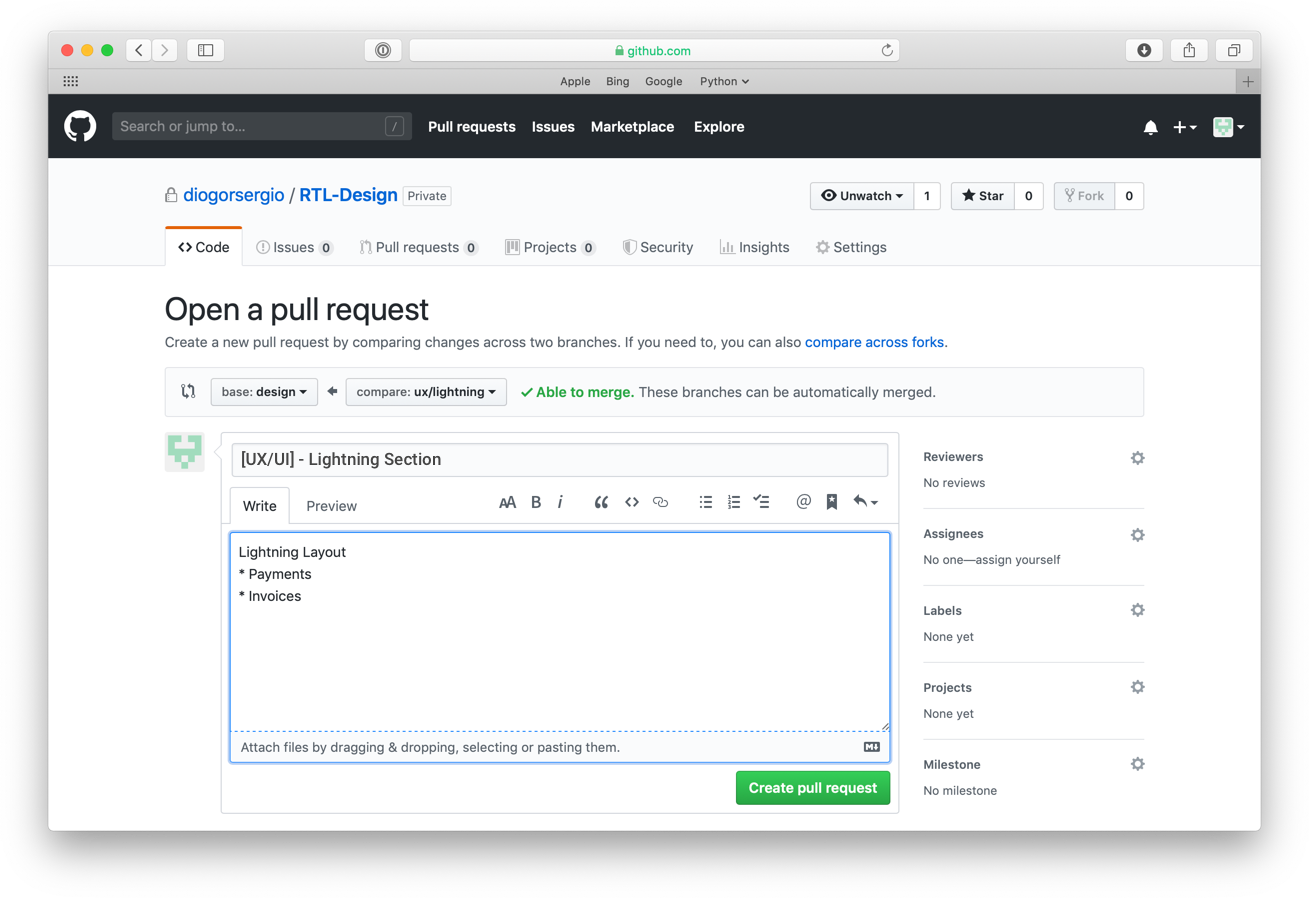 github.com
Apple Bing Google Python
Search or jump to... / Pull requests Issues Marketplace Explore
diogorsergio / RTL-Design Private Unwatch 1 Star 0 Fork 0
Code Issues 0 Pull requests 0 Projects 0 Security Insights Settings
Open a pull request
Create a new pull request by comparing changes across two branches. If you need to, you can also compare across forks.
base: design compare: ux/lightning Able to merge. These branches can be automatically merged.
[UX/UI] - Lightning Section
Write Preview
Lightning Layout
* Payments
* Invoices
Attach files by dragging & dropping, selecting or pasting them.
Create pull request
Reviewers
No reviews
Assignees
No one—assign yourself
Labels
None yet
Projects
None yet
Milestone
No milestone